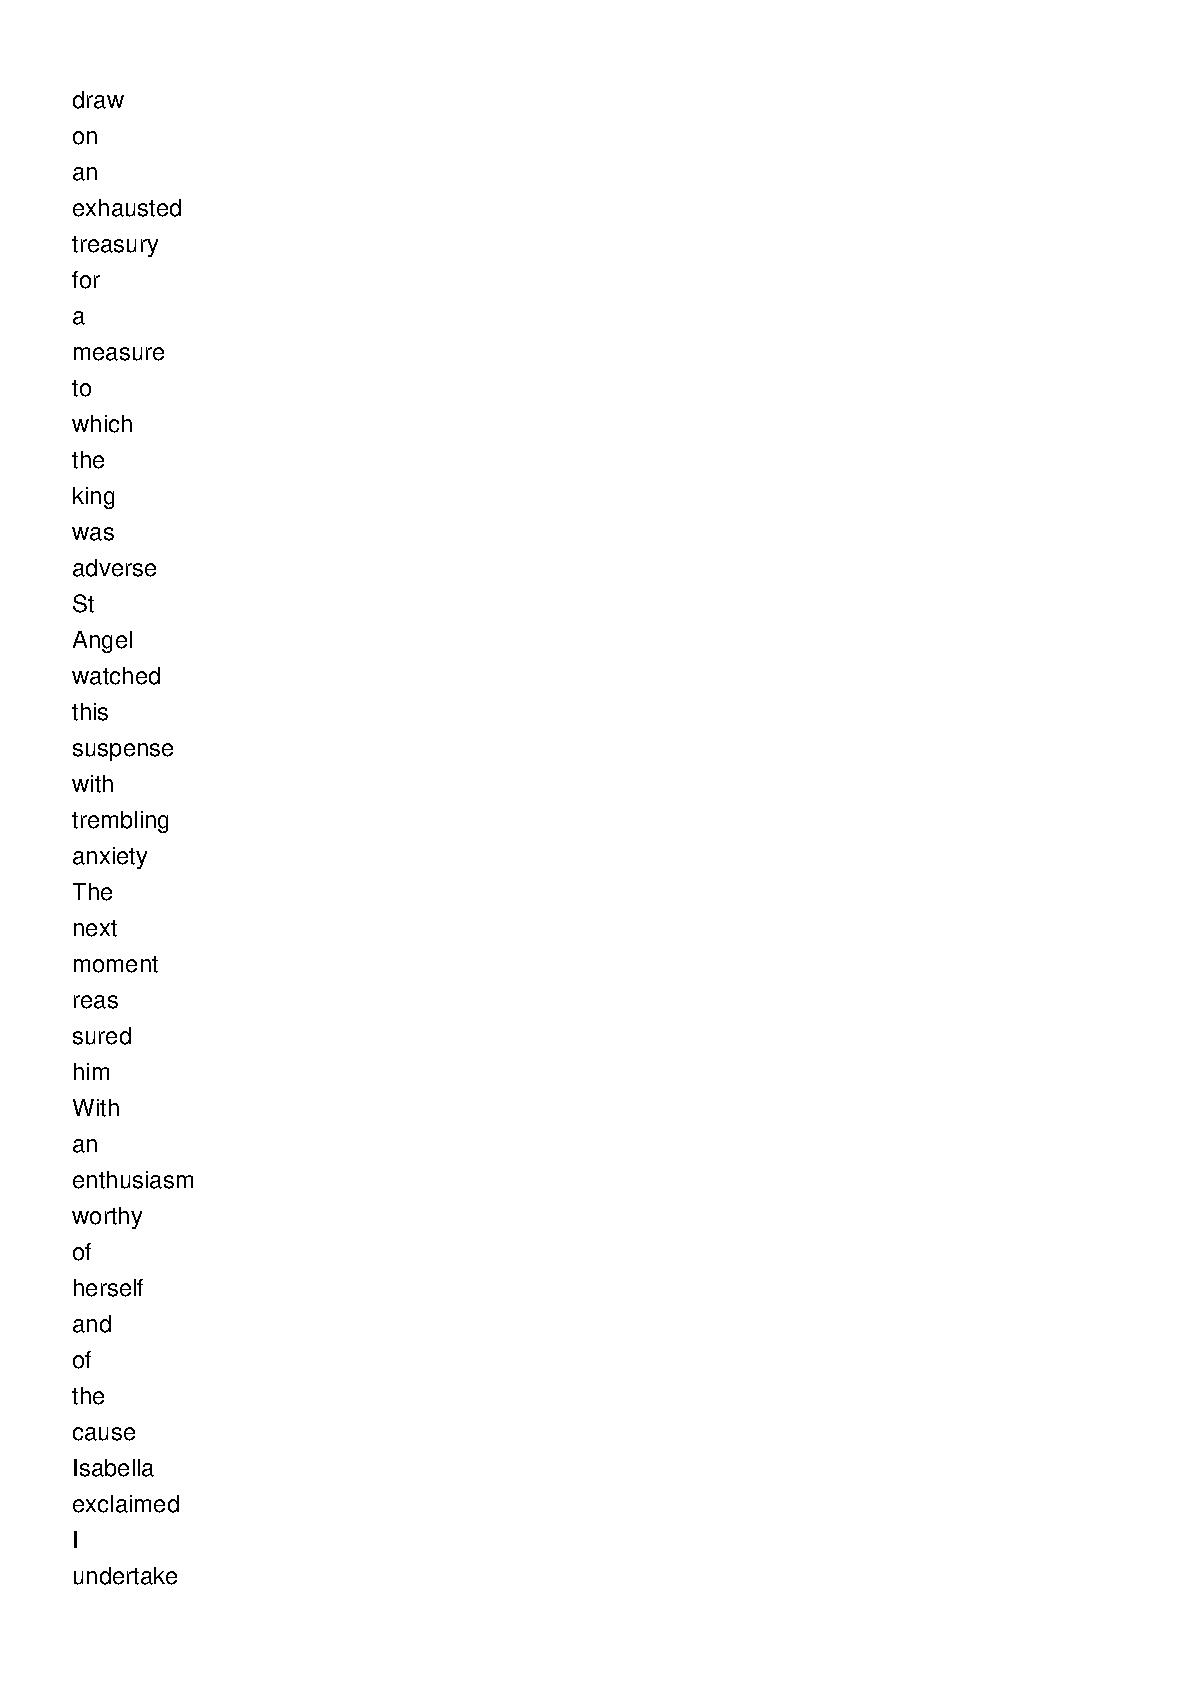 draw
on
an
exhausted
treasury
for
a
measure
to
which
the
king
was
adverse
St
Angel
watched
this
suspense
with
trembling
anxiety
The
next
moment
reas
sured
him
With
an
enthusiasm
worthy
of
herself
and
of
the
cause
Isabella
exclaimed
I
undertake